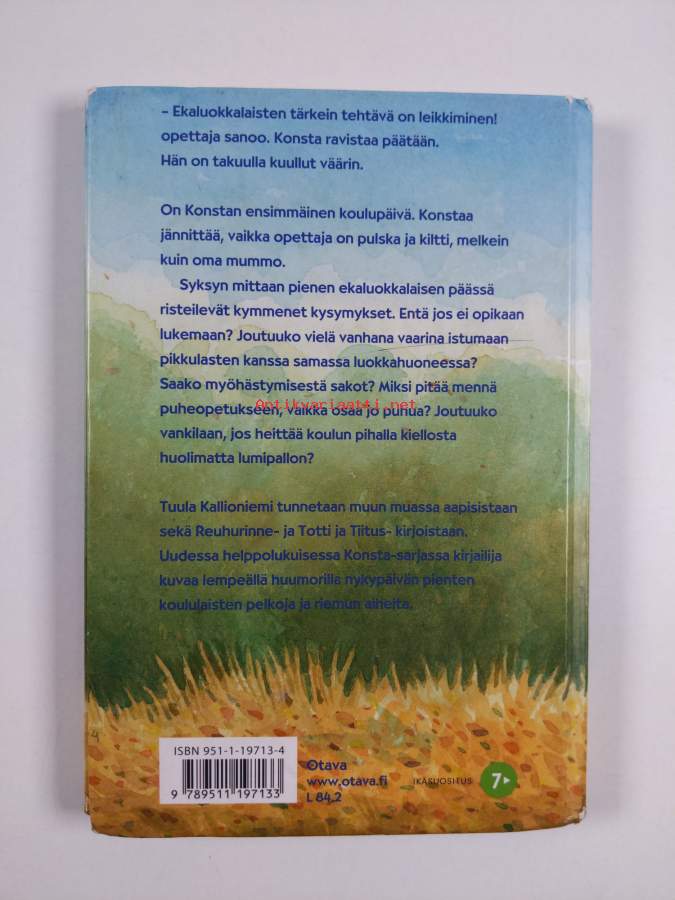 – Ekaluokkalaisten tärkein tehtävä on leikkiminen!
opettaja sanoo. Konsta ravistaa päätään.
Hän on takuulla kuullut väärin.
On Konstan ensimmäinen koulupäivä. Konstaa
jännittää, vaikka opettaja on pulska ja kiltti, melkein
kuin oma mummo.
Syksyn mittaan pienen ekaluokkalaisen päässä
risteilevät kymmenet kysymykset. Entä jos ei opikaan
lukemaan? Joutuuko vielä vanhana vaarina istumaan
pikkulasten kanssa samassa luokkahuoneessa?
Saako myöhästymisestä sakot? Miksi pitää mennä
Antikvariaatti.net
puheopetukseen, vaikka osaa jo puhua? Joutuuko
vankilaan, jos heittää koulun pihalla kiellosta
huolimatta lumipallon?
Tuula Kallioniemi tunnetaan muun muassa aapisistaan
sekä Reuhurinne- ja Totti ja Tiitus- kirjoistaan.
Uudessa helppolukuisessa Konsta-sarjassa kirjailija
kuvaa lempeällä huumorilla nykypäivän pienten
koululaisten pelkoja ja riemun aiheita.
ISBN 951-1-19713-4
9 789511 197133
Otava
www.otava.fi
L 84.2
IKÄSUOSITUS
7